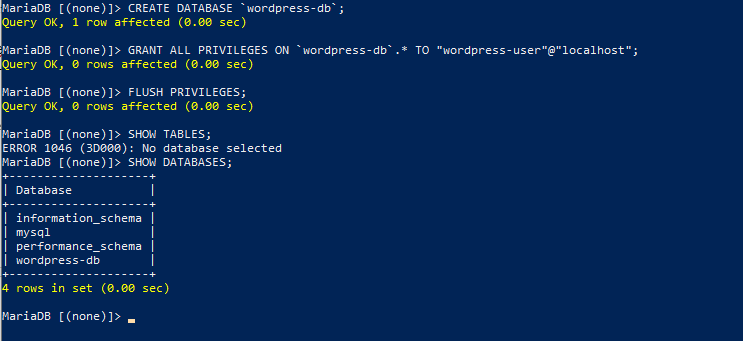 MariaDB [(none)]> CREATE DATABASE `wordpress-db`;
Query OK, 1 row affected (0.00 sec)

MariaDB [(none)]> GRANT ALL PRIVILEGES ON `wordpress-db`.* TO "wordpress-user"@"localhost";
Query OK, 0 rows affected (0.00 sec)

MariaDB [(none)]> FLUSH PRIVILEGES;
Query OK, 0 rows affected (0.00 sec)

MariaDB [(none)]> SHOW TABLES;
ERROR 1046 (3D000): No database selected
MariaDB [(none)]> SHOW DATABASES;
+--------------------+
| Database           |
+--------------------+
| information_schema |
| mysql              |
| performance_schema |
| wordpress-db       |
+--------------------+
4 rows in set (0.00 sec)

MariaDB [(none)]>